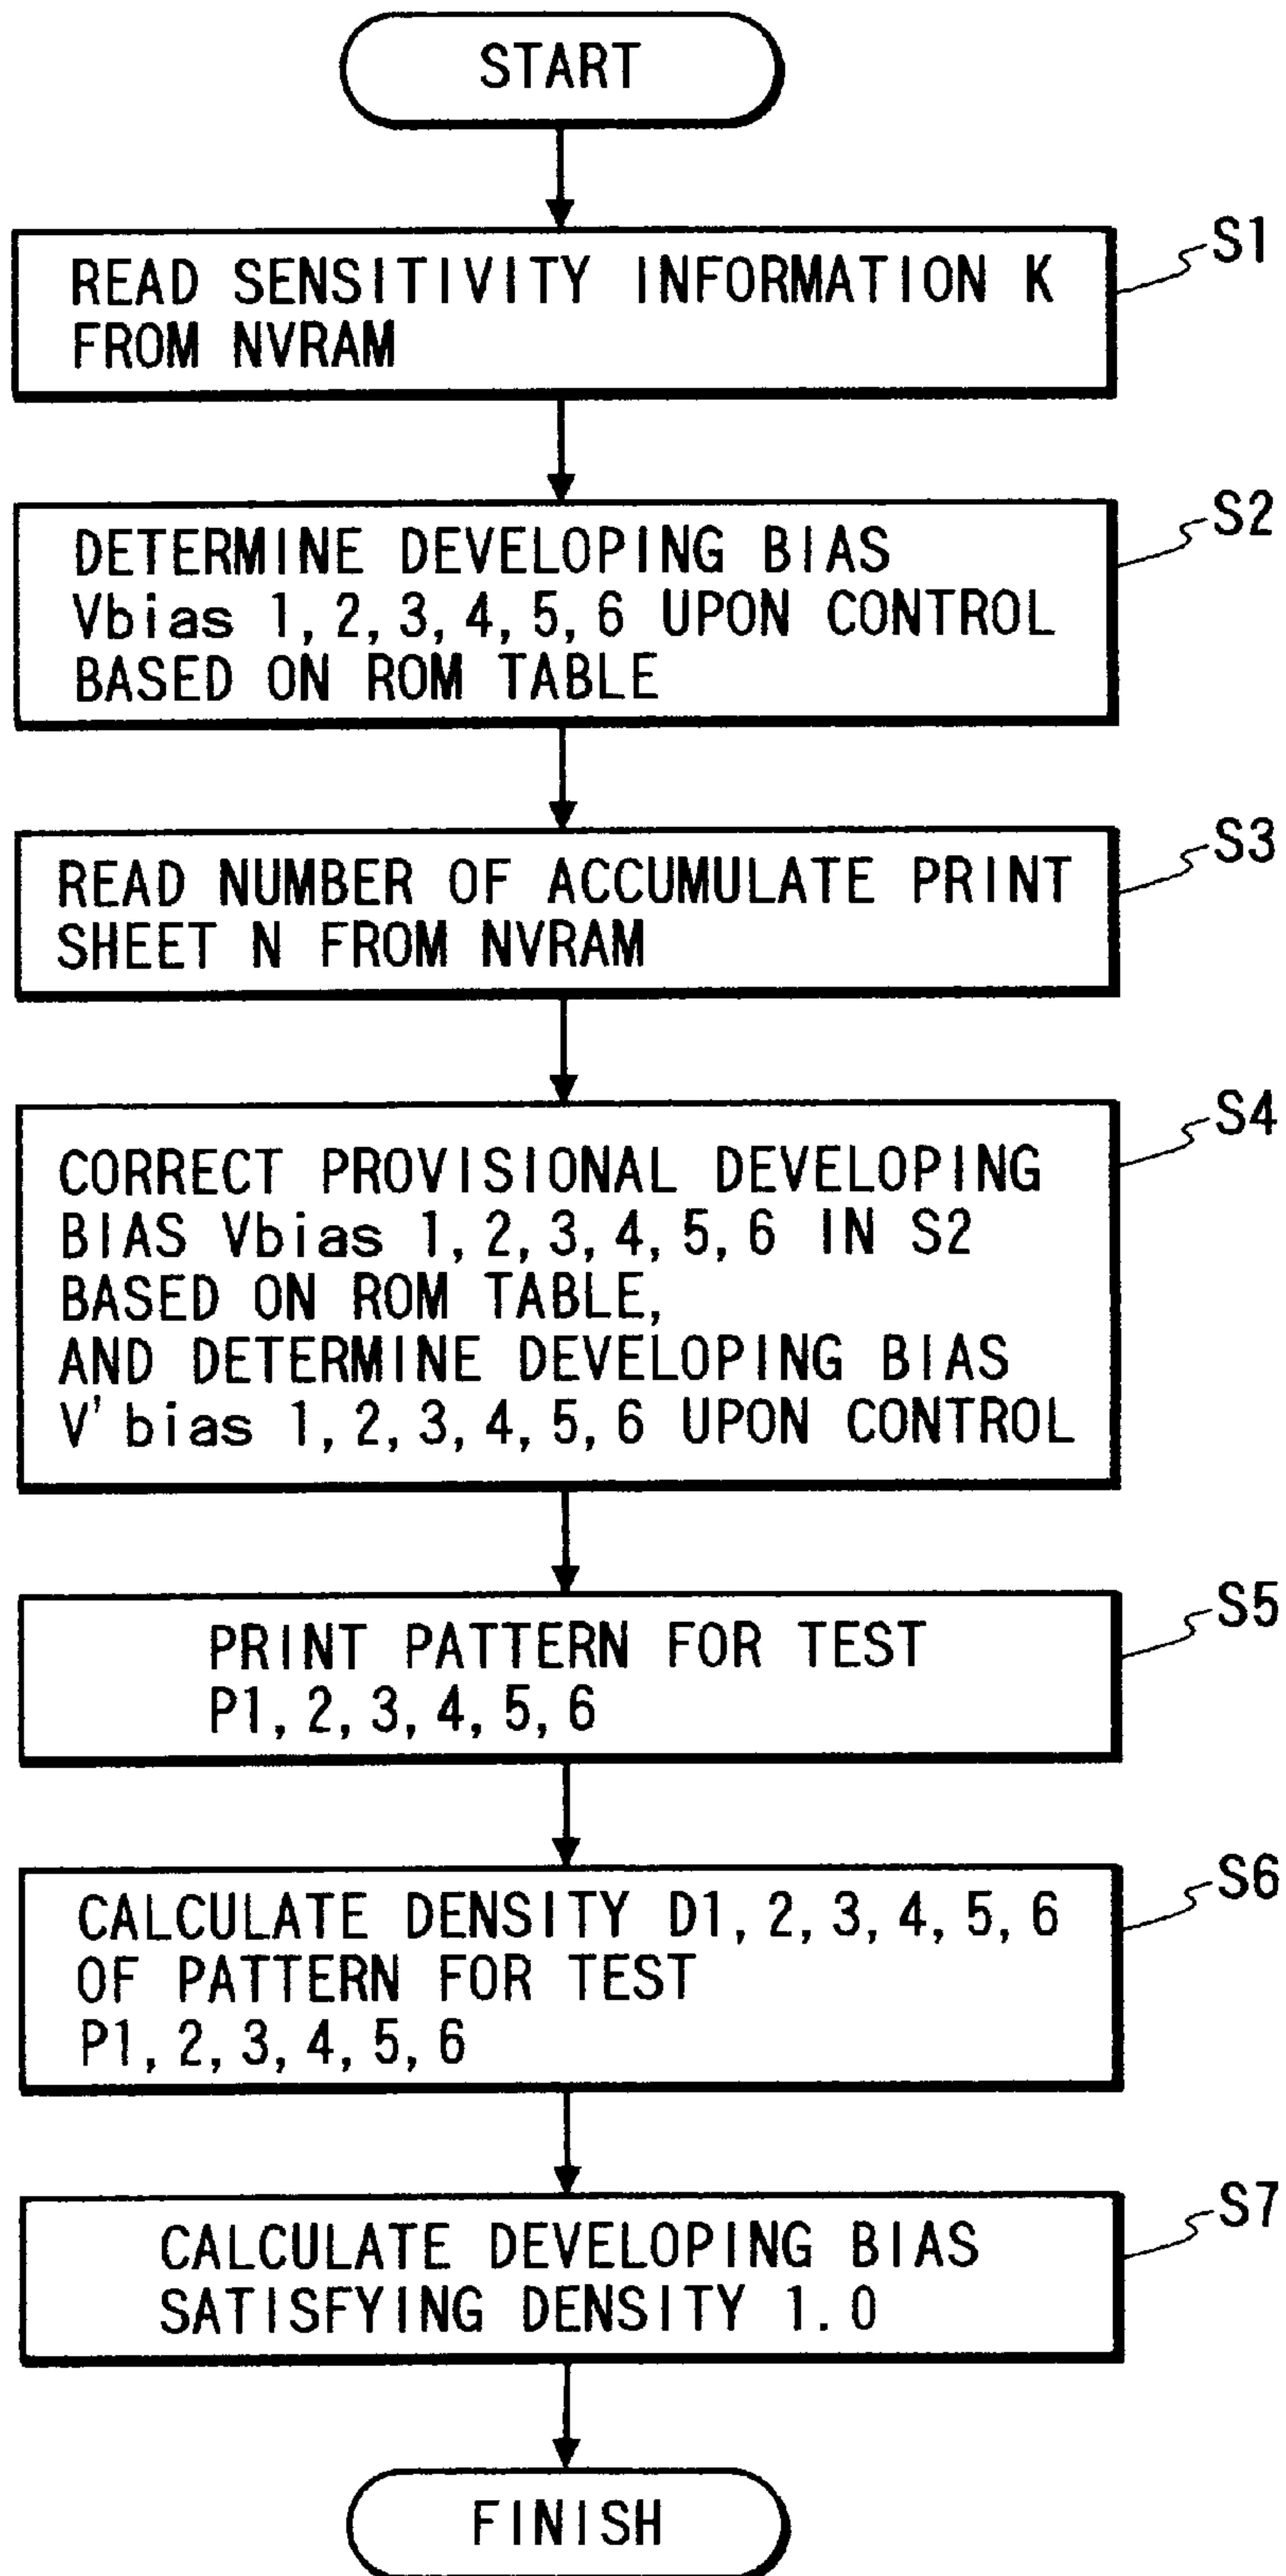 START
S1
READ SENSITIVITY INFORMATION K
FROM NVRAM
S2
DETERMINE DEVELOPING BIAS
Vbias 1, 2, 3, 4, 5, 6 UPON CONTROL
BASED ON ROM TABLE
S3
READ NUMBER OF ACCUMULATE PRINT
SHEET N FROM NVRAM
S4
CORRECT PROVISIONAL DEVELOPING
BIAS Vbias 1, 2, 3, 4, 5, 6 IN S2
BASED ON ROM TABLE,
AND DETERMINE DEVELOPING BIAS
V'bias 1, 2, 3, 4, 5, 6 UPON CONTROL
S5
PRINT PATTERN FOR TEST
P1, 2, 3, 4, 5, 6
S6
CALCULATE DENSITY D1, 2, 3, 4, 5, 6
OF PATTERN FOR TEST
P1, 2, 3, 4, 5, 6
S7
CALCULATE DEVELOPING BIAS
SATISFYING DENSITY 1.0
FINISH